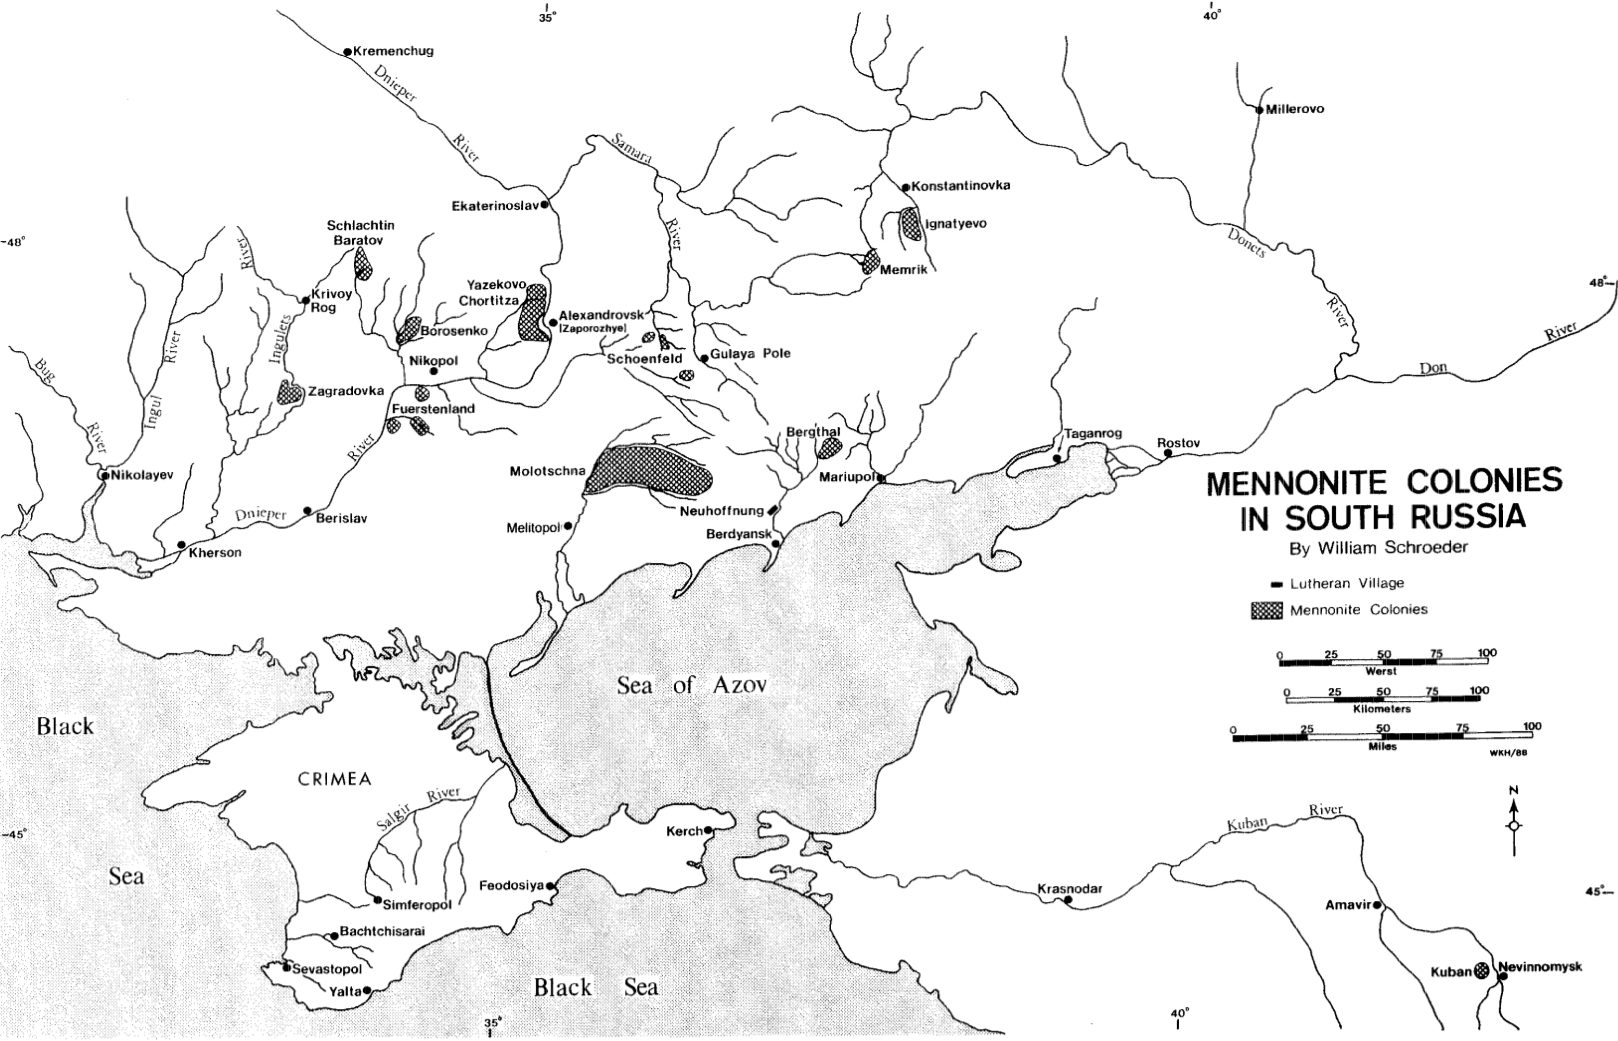 35°
40°
Kremenchug
Dnieper
River
Millerovo
Samara
River
Konstantinovka
Ekaterinoslav
Ignatyevo
Schlachtin
Baratov
-48°
River
Donets
River
Memrik
48°-
Yazekovo
Chortitza
Krivoy
Rog
Alexandrovsk
(Zaporozhye)
Borosenko
Ingulets
River
Nikopol
Schoenfeld
Gulaya Pole
River
Don
Bug
River
Zagradovka
Ingul
Fuerstenland
River
Bergthal
Taganrog
Rostov
Molotschna
Nikolayev
Mariupol
MENNONITE COLONIES
IN SOUTH RUSSIA
By William Schroeder
Neuhoffnung
Dnieper
Berislav
Melitopol
Berdyansk
Kherson
Lutheran Village
Mennonite Colonies
0 25 50 75 100
Werst
0 25 50 75 100
Kilometers
0 25 50 75 100
Miles
WKH/88
Sea of Azov
Black
CRIMEA
Salgir River
N
Kuban River
-45°
Kerch
Sea
Feodosiya
Krasnodar
45°-
Simferopol
Amavir
Bachtchisarai
Sevastopol
Kuban
Nevinnomysk
Yalta
Black Sea
35°
40°